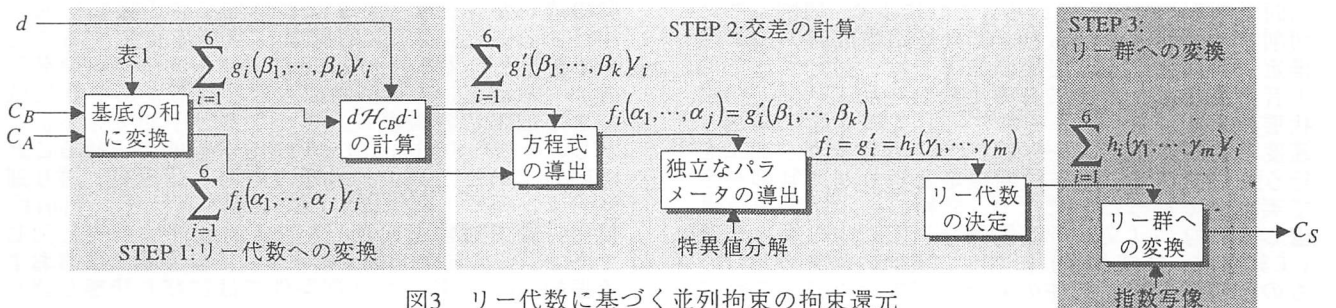 d
表1
C_B
C_A
基底の和
に変換
\sum_{i=1}^{6} g_i(β_1,⋯,β_k)γ_i
\sum_{i=1}^{6} f_i(α_1,⋯,α_j)γ_i
STEP 1:リー代数への変換
dℋ_{CB}d^{-1}
の計算
STEP 2:交差の計算
\sum_{i=1}^{6} g'_i(β_1,⋯,β_k)γ_i
方程式
の導出
f_i(α_1,⋯,α_j)=g'_i(β_1,⋯,β_k)
独立なパラ
メータの導出
特異値分解
f_i=g'_i=h_i(γ_1,⋯,γ_m)
リー代数
の決定
STEP 3:
リー群への変換
\sum_{i=1}^{6} h_i(γ_1,⋯,γ_m)γ_i
リー群へ
の変換
C_S
指数写像
図3 リー代数に基づく並列拘束の拘束還元